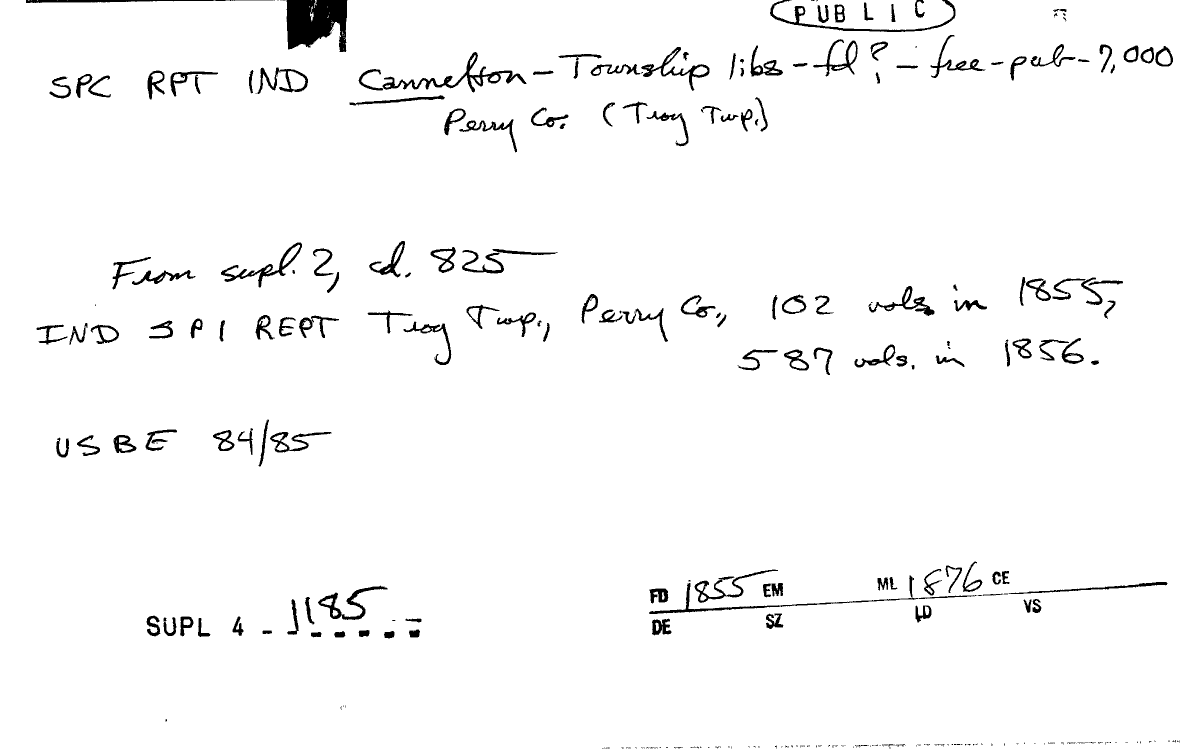 PUBLIC
SPC RPT IND Cannelton - Township libs - fd? - free - pub - 7,000
Perry Co. (Troy Twp.)
From supl. 2, cd. 825
IND SPI REPT Troy Twp., Perry Co., 102 vols in 1855,
587 vols. in 1856.
USBE 84/85
SUPL 4 - 1185
FD 1855 EM ML 1876 CE
DE SZ LD VS